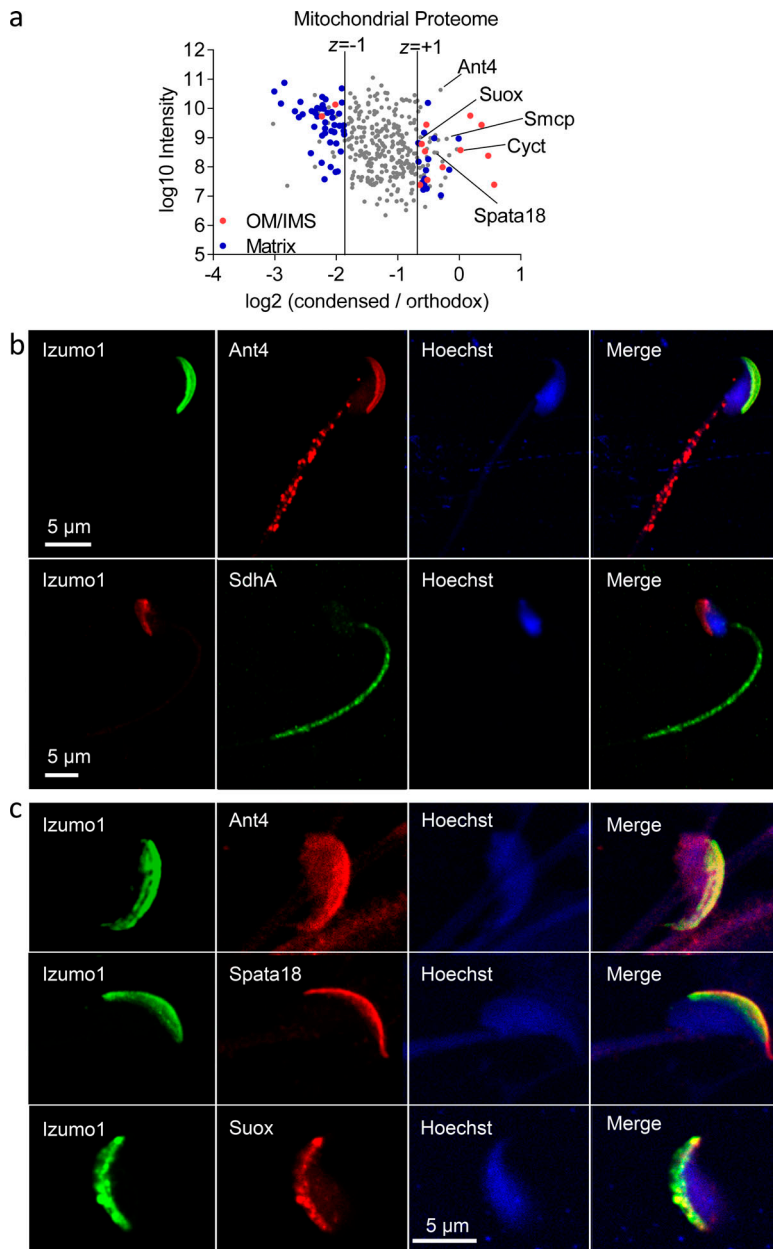 a
Mitochondrial Proteome
z=-1
z=+1
12
11
10
9
8
7
6
5
log10 Intensity
Ant4
Suox
Smcp
Cyct
Spata18
OM/IMS
Matrix
-4
-3
-2
-1
0
1
log2 (condensed / orthodox)
b
Izumo1
Ant4
Hoechst
Merge
5 µm
Izumo1
SdhA
Hoechst
Merge
5 µm
c
Izumo1
Ant4
Hoechst
Merge
Izumo1
Spata18
Hoechst
Merge
Izumo1
Suox
Hoechst
Merge
5 µm